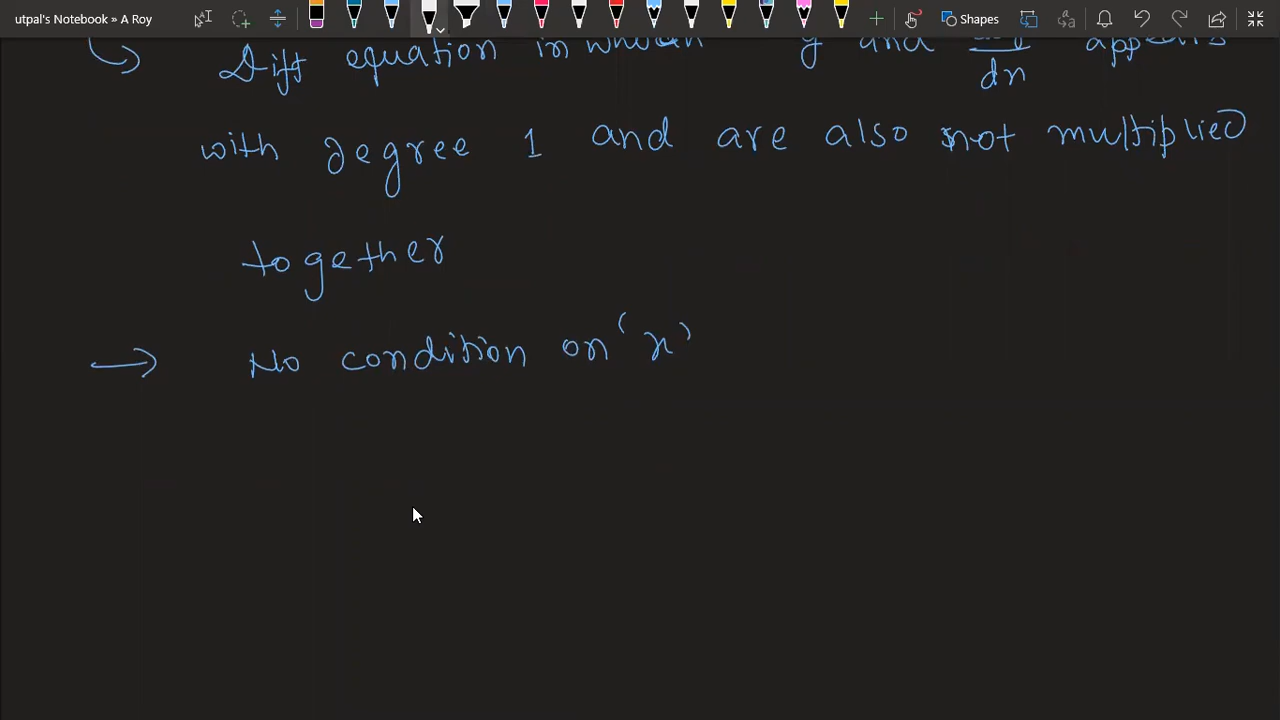 utpal's Notebook » A Roy
Shapes
Diff equation in which y and dy/dx appears
with degree 1 and are also not multiplied
together
→ No condition on 'x'